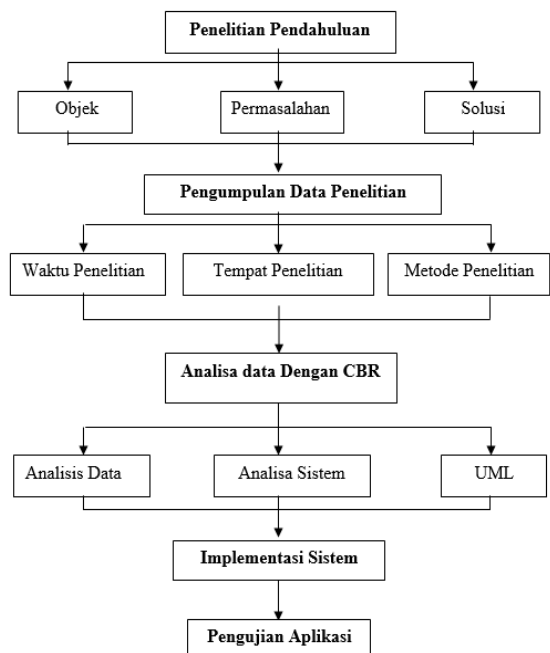 Penelitian Pendahuluan
Objek
Permasalahan
Solusi
Pengumpulan Data Penelitian
Waktu Penelitian
Tempat Penelitian
Metode Penelitian
Analisa data Dengan CBR
Analisis Data
Analisa Sistem
UML
Implementasi Sistem
Pengujian Aplikasi